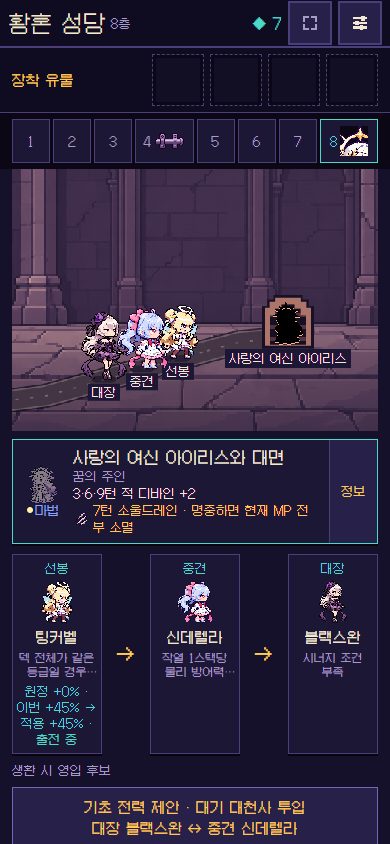 황혼 성당 8층
◆ 7
장착 유물
1 2 3 4 5 6 7 8
사랑의 여신 아이리스
선봉
중견
대장
사랑의 여신 아이리스와 대면
꿈의 주인
3·6·9턴 적 디바인 +2
마법
7턴 소울드레인 · 명중하면 현재 MP 전
부 소멸
정보
선봉
팅커벨
덱 전체가 같은
등급일 경우…
원정 +0% ·
이번 +45% →
적용 +45% ·
출전 중
→
중견
신데렐라
작열 1스택당
물리 방어력…
→
대장
블랙스완
시너지 조건
부족
생환 시 영입 후보
기초 전력 제안 · 대기 대천사 투입
대장 블랙스완 ↔ 중견 신데렐라